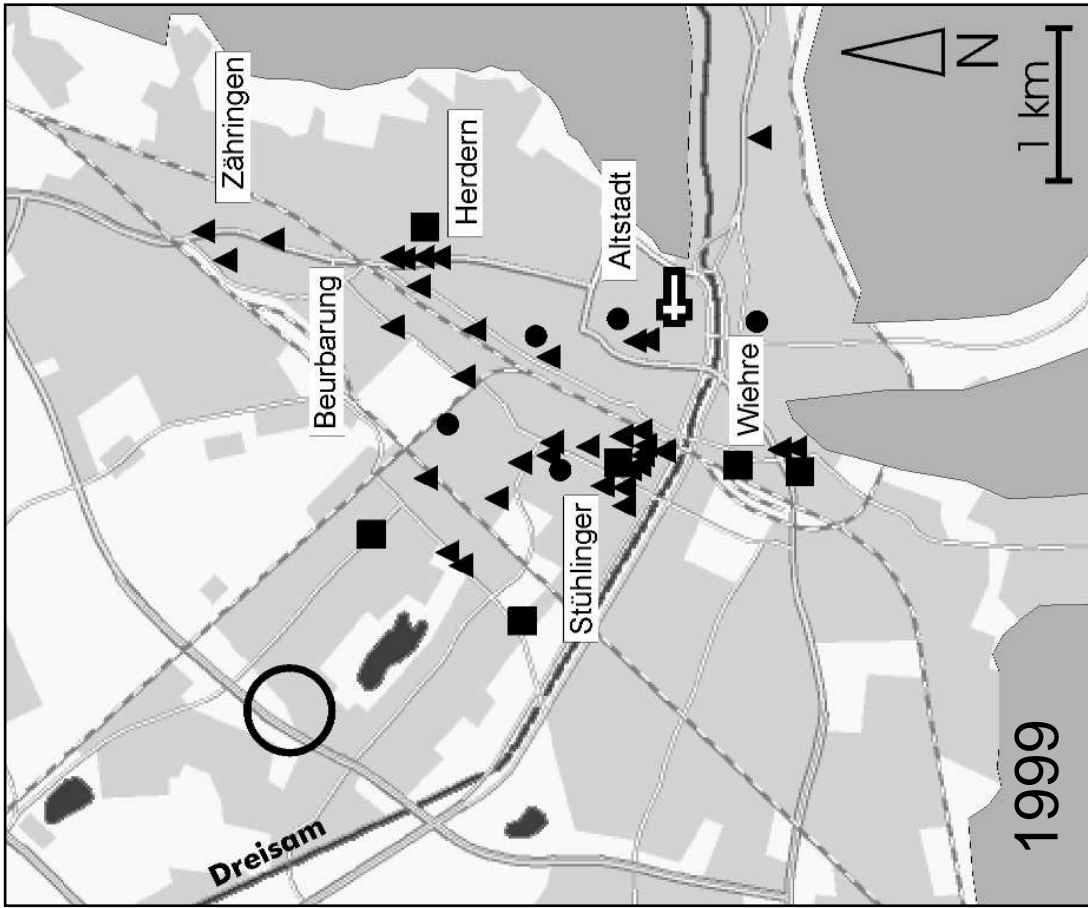 Zähringen
Beurbarung
Herdern
Altstadt
Wiehre
Stühlinger
Dreisam
N
1 km
1999